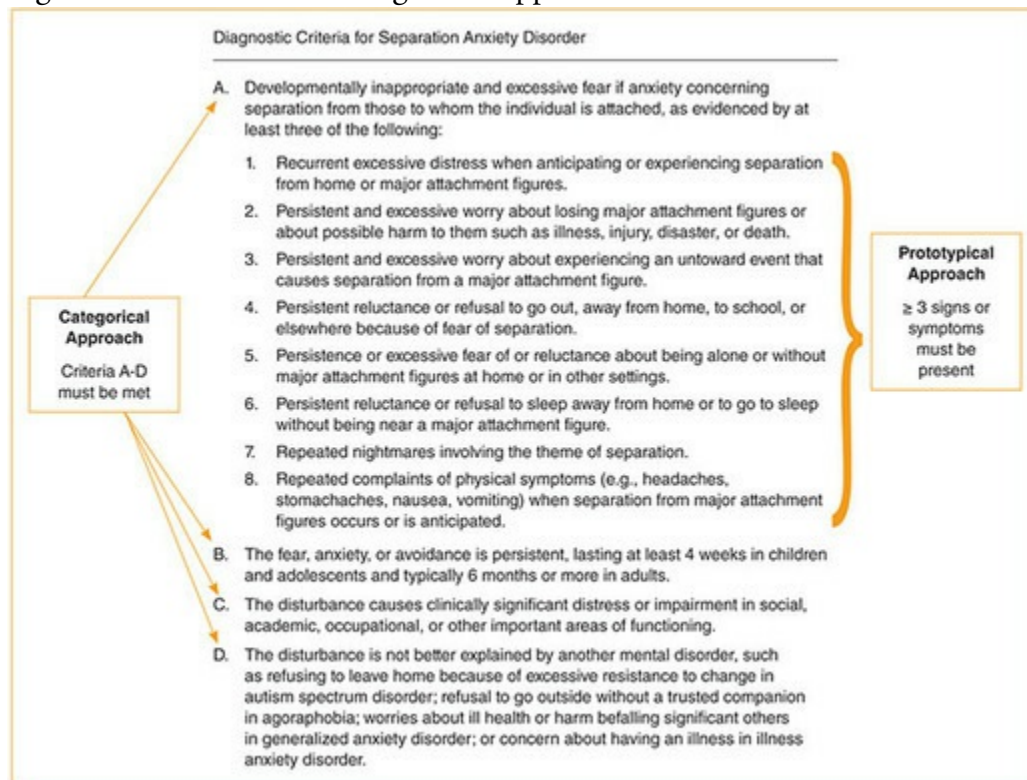 Diagnostic Criteria for Separation Anxiety Disorder
A. Developmentally inappropriate and excessive fear if anxiety concerning
separation from those to whom the individual is attached, as evidenced by at
least three of the following:
1. Recurrent excessive distress when anticipating or experiencing separation
from home or major attachment figures.
2. Persistent and excessive worry about losing major attachment figures or
about possible harm to them such as illness, injury, disaster, or death.
3. Persistent and excessive worry about experiencing an untoward event that
causes separation from a major attachment figure.
4. Persistent reluctance or refusal to go out, away from home, to school, or
elsewhere because of fear of separation.
5. Persistence or excessive fear of or reluctance about being alone or without
major attachment figures at home or in other settings.
6. Persistent reluctance or refusal to sleep away from home or to go to sleep
without being near a major attachment figure.
7. Repeated nightmares involving the theme of separation.
8. Repeated complaints of physical symptoms (e.g., headaches,
stomachaches, nausea, vomiting) when separation from major attachment
figures occurs or is anticipated.
B. The fear, anxiety, or avoidance is persistent, lasting at least 4 weeks in children
and adolescents and typically 6 months or more in adults.
C. The disturbance causes clinically significant distress or impairment in social,
academic, occupational, or other important areas of functioning.
D. The disturbance is not better explained by another mental disorder, such
as refusing to leave home because of excessive resistance to change in
autism spectrum disorder; refusal to go outside without a trusted companion
in agoraphobia; worries about ill health or harm befalling significant others
in generalized anxiety disorder; or concern about having an illness in illness
anxiety disorder.
Categorical
Approach
Criteria A-D
must be met
Prototypical
Approach
≥ 3 signs or
symptoms
must be
present